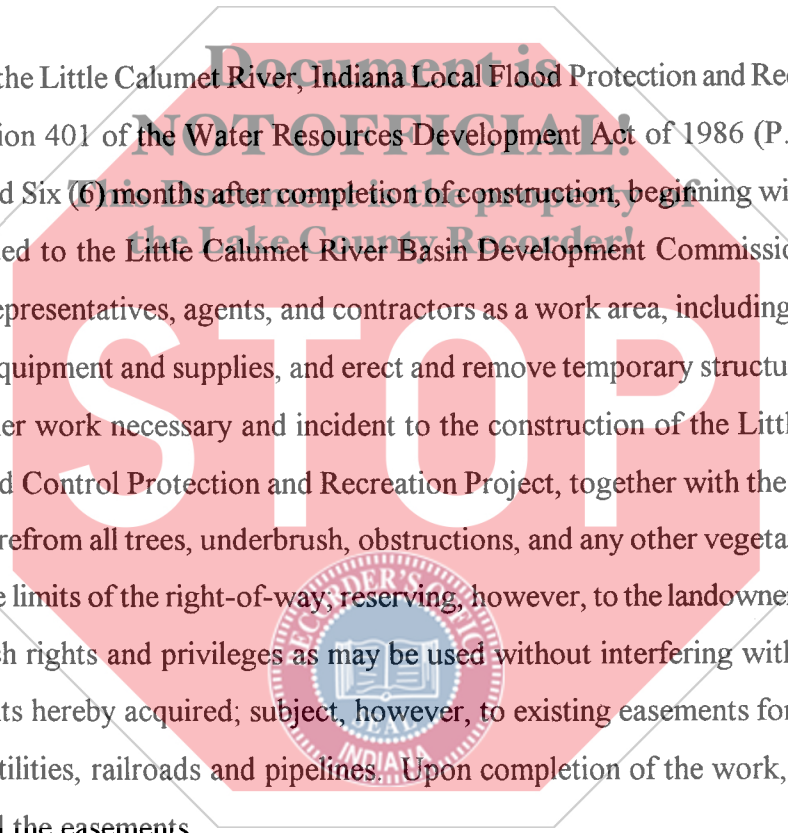 Document is
the Little Calumet River, Indiana Local Flood Protection and Rec
NOT OFFICIAL!
ion 401 of the Water Resources Development Act of 1986 (P.
This Document is the property of
d Six (6) months after completion of construction, beginning wi
the Lake County Recorder!
ed to the Little Calumet River Basin Development Commissio
epresentatives, agents, and contractors as a work area, including
quipment and supplies, and erect and remove temporary structu
er work necessary and incident to the construction of the Littl
STOP
d Control Protection and Recreation Project, together with the
refrom all trees, underbrush, obstructions, and any other vegeta
e limits of the right-of-way; reserving, however, to the landowner
RECORDER'S OFFIC
h rights and privileges as may be used without interfering with
ts hereby acquired; subject, however, to existing easements for
SEAL
INDIANA
tilities, railroads and pipelines. Upon completion of the work,
l the easements